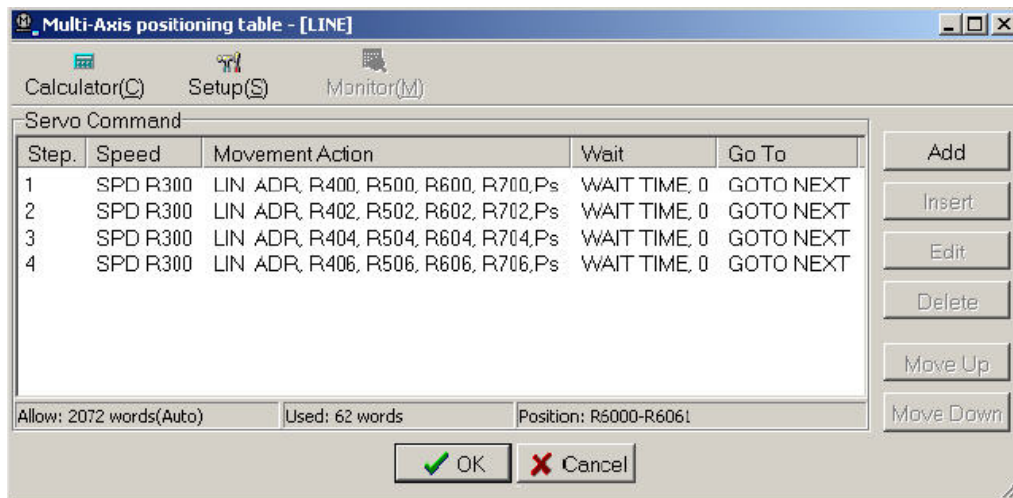 Multi-Axis positioning table - [LINE]
Calculator(C) Setup(S) Monitor(M)
Servo Command
Step. Speed Movement Action Wait Go To
1 SPD R300 LIN ADR, R400, R500, R600, R700,Ps WAIT TIME, 0 GOTO NEXT
2 SPD R300 LIN ADR, R402, R502, R602, R702,Ps WAIT TIME, 0 GOTO NEXT
3 SPD R300 LIN ADR, R404, R504, R604, R704,Ps WAIT TIME, 0 GOTO NEXT
4 SPD R300 LIN ADR, R406, R506, R606, R706,Ps WAIT TIME, 0 GOTO NEXT
Add
Insert
Edit
Delete
Move Up
Move Down
Allow: 2072 words(Auto) Used: 62 words Position: R6000-R6061
OK Cancel